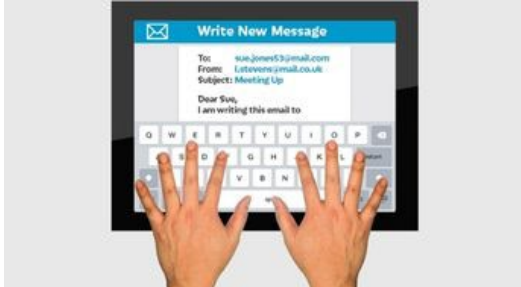 Write New Message
To: sue.jones53@mail.com
From: l.stevens@mail.co.uk
Subject: Meeting Up
Dear Sue,
I am writing this email to
Q W E R T Y U I O P
S D G H K L
V B N